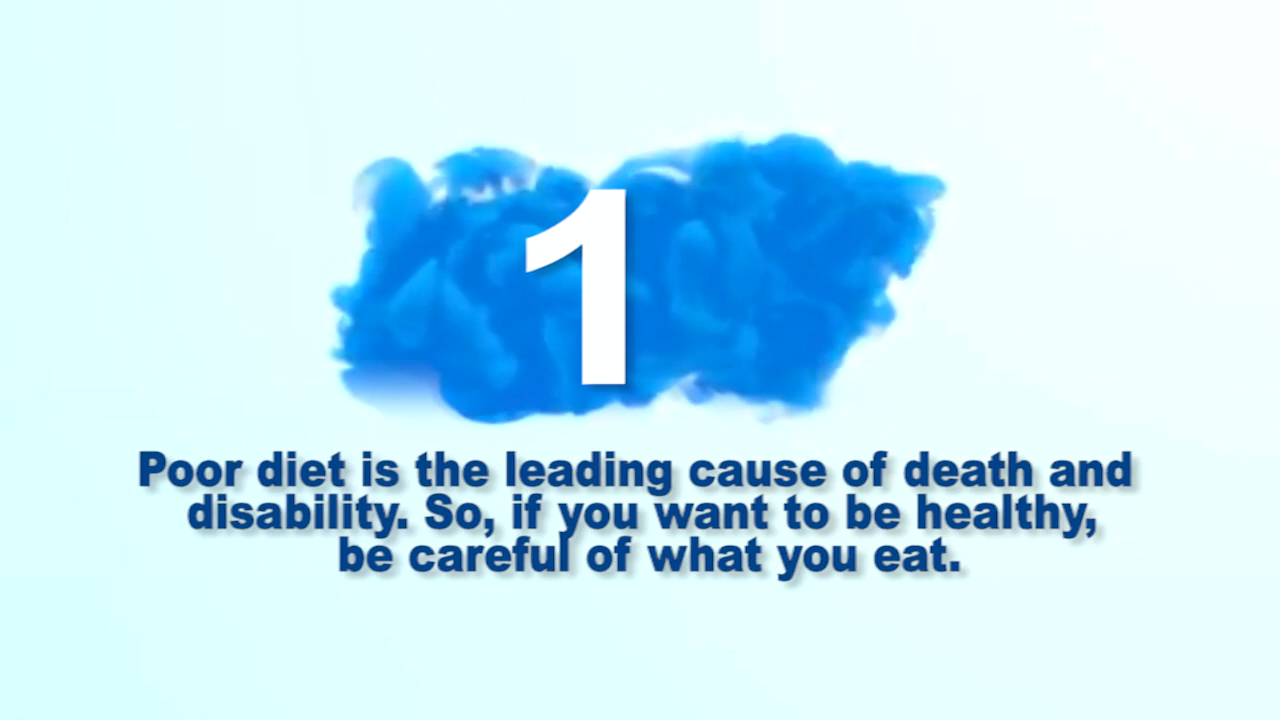 1
Poor diet is the leading cause of death and
disability. So, if you want to be healthy,
be careful of what you eat.